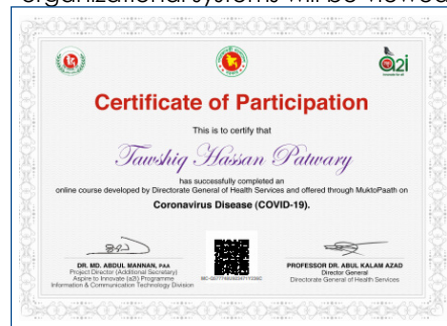 organizational systems will be viewed
a2i
Certificate of Participation
This is to certify that
Tawshiq Hassan Patwary
has successfully completed an
online course developed by Directorate General of Health Services and offered through MuktoPaath on
Coronavirus Disease (COVID-19).
DR. MD. ABDUL MANNAN, PAA
Project Director (Additional Secretary)
Aspire to Innovate (a2i) Programme
Information & Communication Technology Division
PROFESSOR DR. ABUL KALAM AZAD
Director General
Directorate General of Health Services